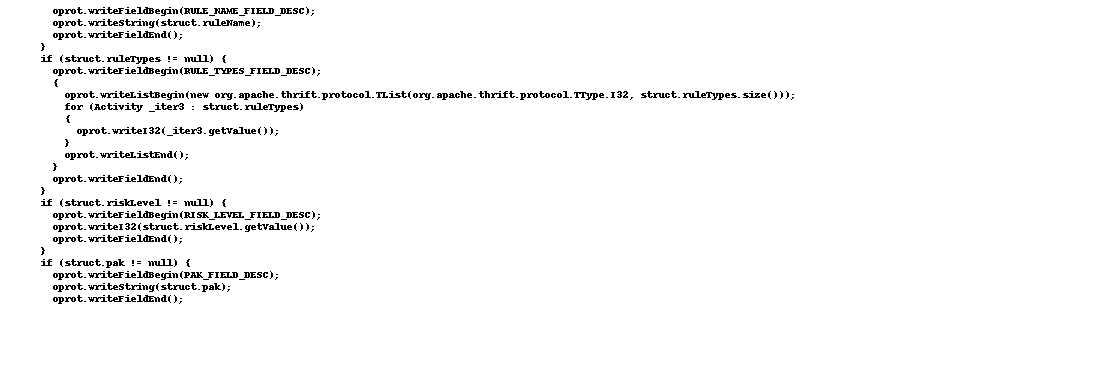 oprot.writeFieldBegin(RULE_NAME_FIELD_DESC);
oprot.writeString(struct.ruleName);
oprot.writeFieldEnd();
}
if (struct.ruleTypes != null) {
oprot.writeFieldBegin(RULE_TYPES_FIELD_DESC);
{
oprot.writeListBegin(new org.apache.thrift.protocol.TList(org.apache.thrift.protocol.TType.I32, struct.ruleTypes.size()));
for (Activity _iter3 : struct.ruleTypes)
{
oprot.writeI32(_iter3.getValue());
}
oprot.writeListEnd();
}
oprot.writeFieldEnd();
}
if (struct.riskLevel != null) {
oprot.writeFieldBegin(RISK_LEVEL_FIELD_DESC);
oprot.writeI32(struct.riskLevel.getValue());
oprot.writeFieldEnd();
}
if (struct.pak != null) {
oprot.writeFieldBegin(PAK_FIELD_DESC);
oprot.writeString(struct.pak);
oprot.writeFieldEnd();